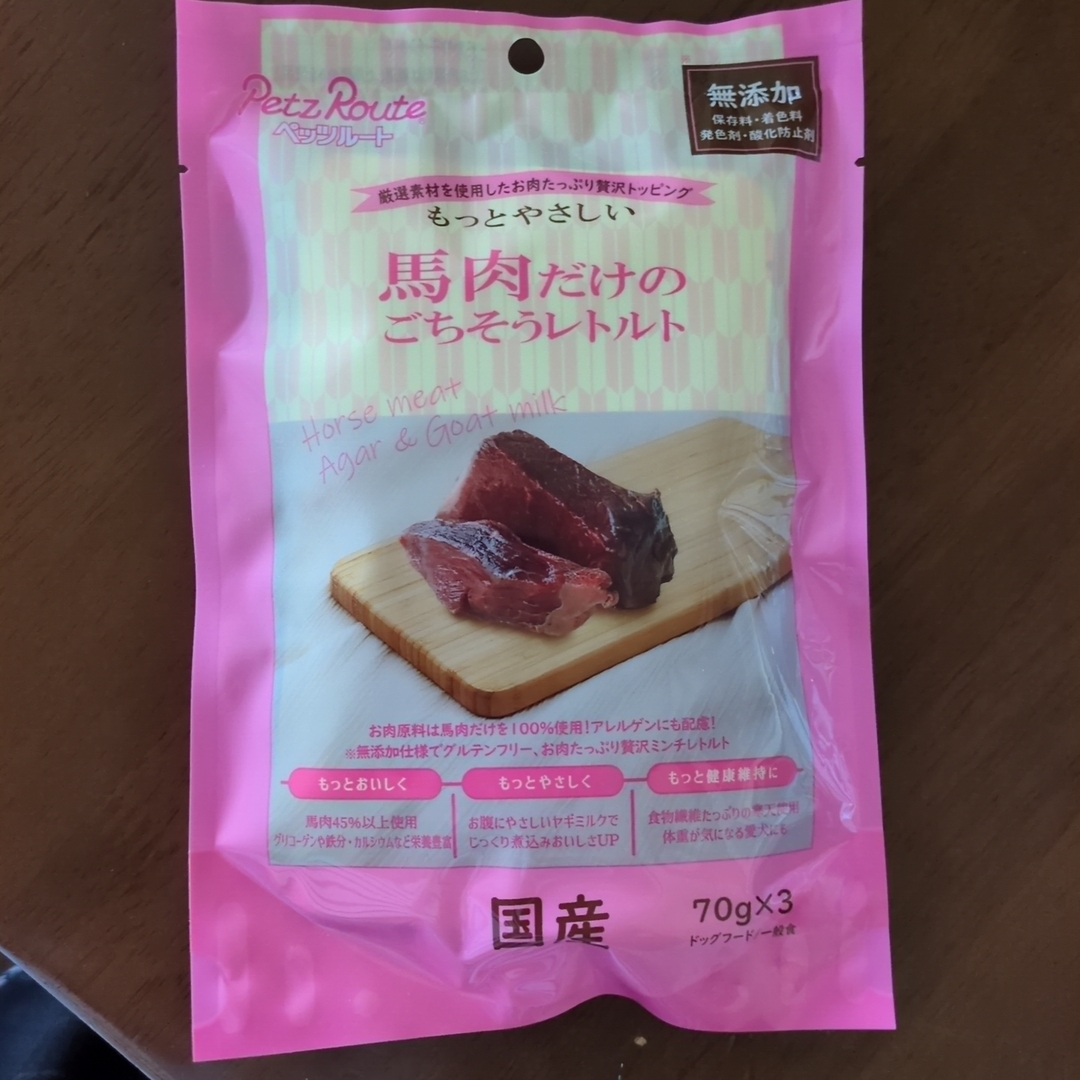 Petz Route
ペッツルート
無添加
保存料・着色料
発色剤・酸化防止剤
厳選素材を使用したお肉たっぷり贅沢トッピング
もっとやさしい
馬肉だけの
ごちそうレトルト
Horse meat
Agar & Goat milk
お肉原料は馬肉だけを100%使用!アレルゲンにも配慮!
※無添加仕様でグルテンフリー、お肉たっぷり贅沢ミンチレトルト
もっとおいしく
馬肉45%以上使用
グリコーゲンや鉄分・カルシウムなど栄養豊富
もっとやさしく
お腹にやさしいヤギミルクで
じっくり煮込みおいしさUP
もっと健康維持に
食物繊維たっぷりの寒天使用
体重が気になる愛犬にも
国産
70g×3
ドッグフード/一般食